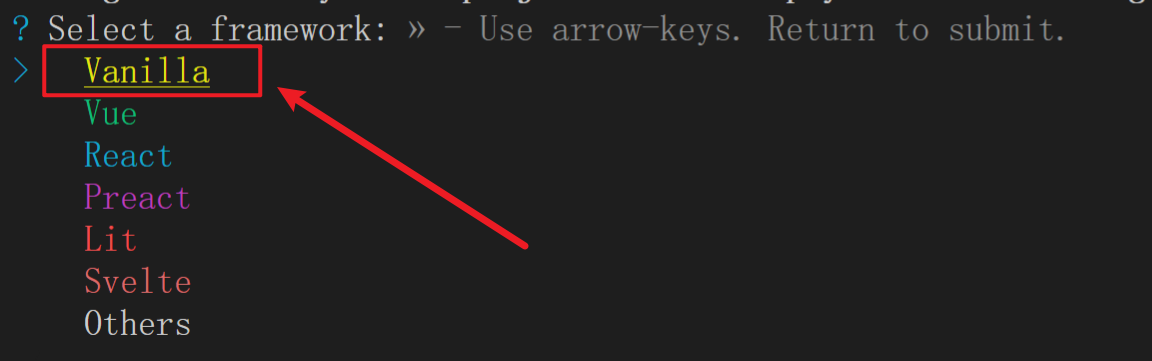 ? Select a framework: » - Use arrow-keys. Return to submit.
> Vanilla
Vue
React
Preact
Lit
Svelte
Others